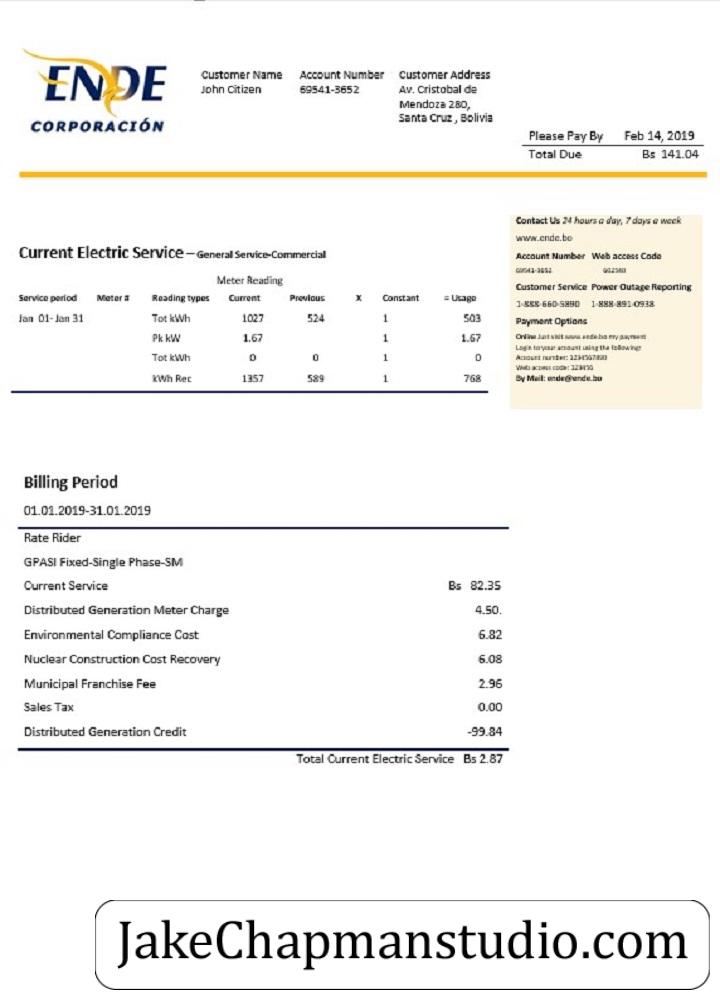 ENDE
CORPORACIÓN
Customer Name Account Number Customer Address
John Citizen 69541-3652 Av. Cristobal de
Mendoza 280,
Santa Cruz , Bolivia
Please Pay By Feb 14, 2019
Total Due Bs 141.04
Contact Us 24 hours a day, 7 days a week
www.ende.bo
Account Number Web access Code
69541-3652
Customer Service Power Outage Reporting
1-888-660-5890 1-888-891-0938
Payment Options
Online Just visit www.ende.bo my payment
Login to your account using the following:
Account number: 1234567890
Web access code: 123456
By Mail: ende@ende.bo
Current Electric Service – General Service-Commercial
Meter Reading
Service period Meter # Reading types Current Previous X Constant = Usage
Jan 01- Jan 31 Tot kWh 1027 524 1 503
Pk kW 1.67 1 1.67
Tot kWh 0 0 1 0
kWh Rec 1357 589 1 768
Billing Period
01.01.2019-31.01.2019
Rate Rider
GPASI Fixed-Single Phase-SM
Current Service Bs 82.35
Distributed Generation Meter Charge 4.50.
Environmental Compliance Cost 6.82
Nuclear Construction Cost Recovery 6.08
Municipal Franchise Fee 2.96
Sales Tax 0.00
Distributed Generation Credit -99.84
Total Current Electric Service Bs 2.87
JakeChapmanstudio.com